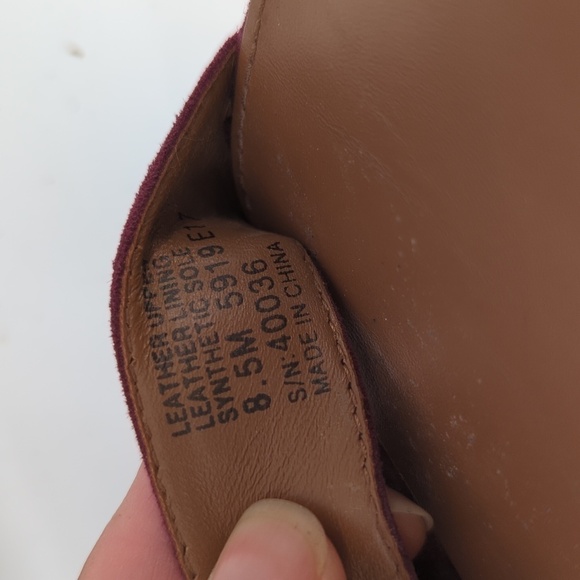 LEATHER UPPER
LEATHER LINING
SYNTHETIC SOLE
8.5M 5919 E17
S/N: 40036
MADE IN CHINA